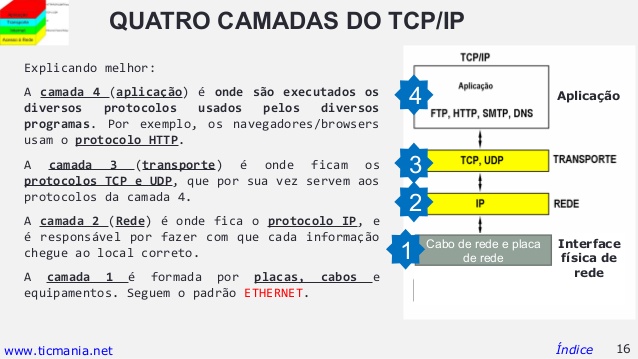 QUATRO CAMADAS DO TCP/IP
Explicando melhor:
A camada 4 (aplicação) é onde são executados os
diversos protocolos usados pelos diversos
programas. Por exemplo, os navegadores/browsers
usam o protocolo HTTP.
A camada 3 (transporte) é onde ficam os
protocolos TCP e UDP, que por sua vez servem aos
protocolos da camada 4.
A camada 2 (Rede) é onde fica o protocolo IP, e
é responsável por fazer com que cada informação
chegue ao local correto.
A camada 1 é formada por placas, cabos e
equipamentos. Seguem o padrão ETHERNET.
TCP/IP
4
Aplicação
FTP, HTTP, SMTP, DNS
Aplicação
3
TCP, UDP
TRANSPORTE
2
IP
REDE
1
Cabo de rede e placa
de rede
Interface
física de
rede
www.ticmania.net
Índice
16